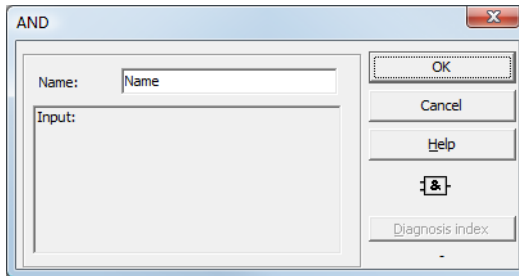 AND
Name: Name
Input:
OK
Cancel
Help
&
Diagnosis index
-